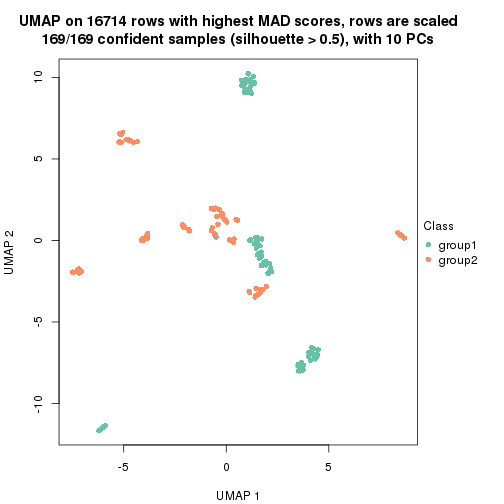 UMAP on 16714 rows with highest MAD scores, rows are scaled
169/169 confident samples (silhouette > 0.5), with 10 PCs
10
5
0
-5
-10
UMAP 2
-5
0
5
UMAP 1
Class
group1
group2